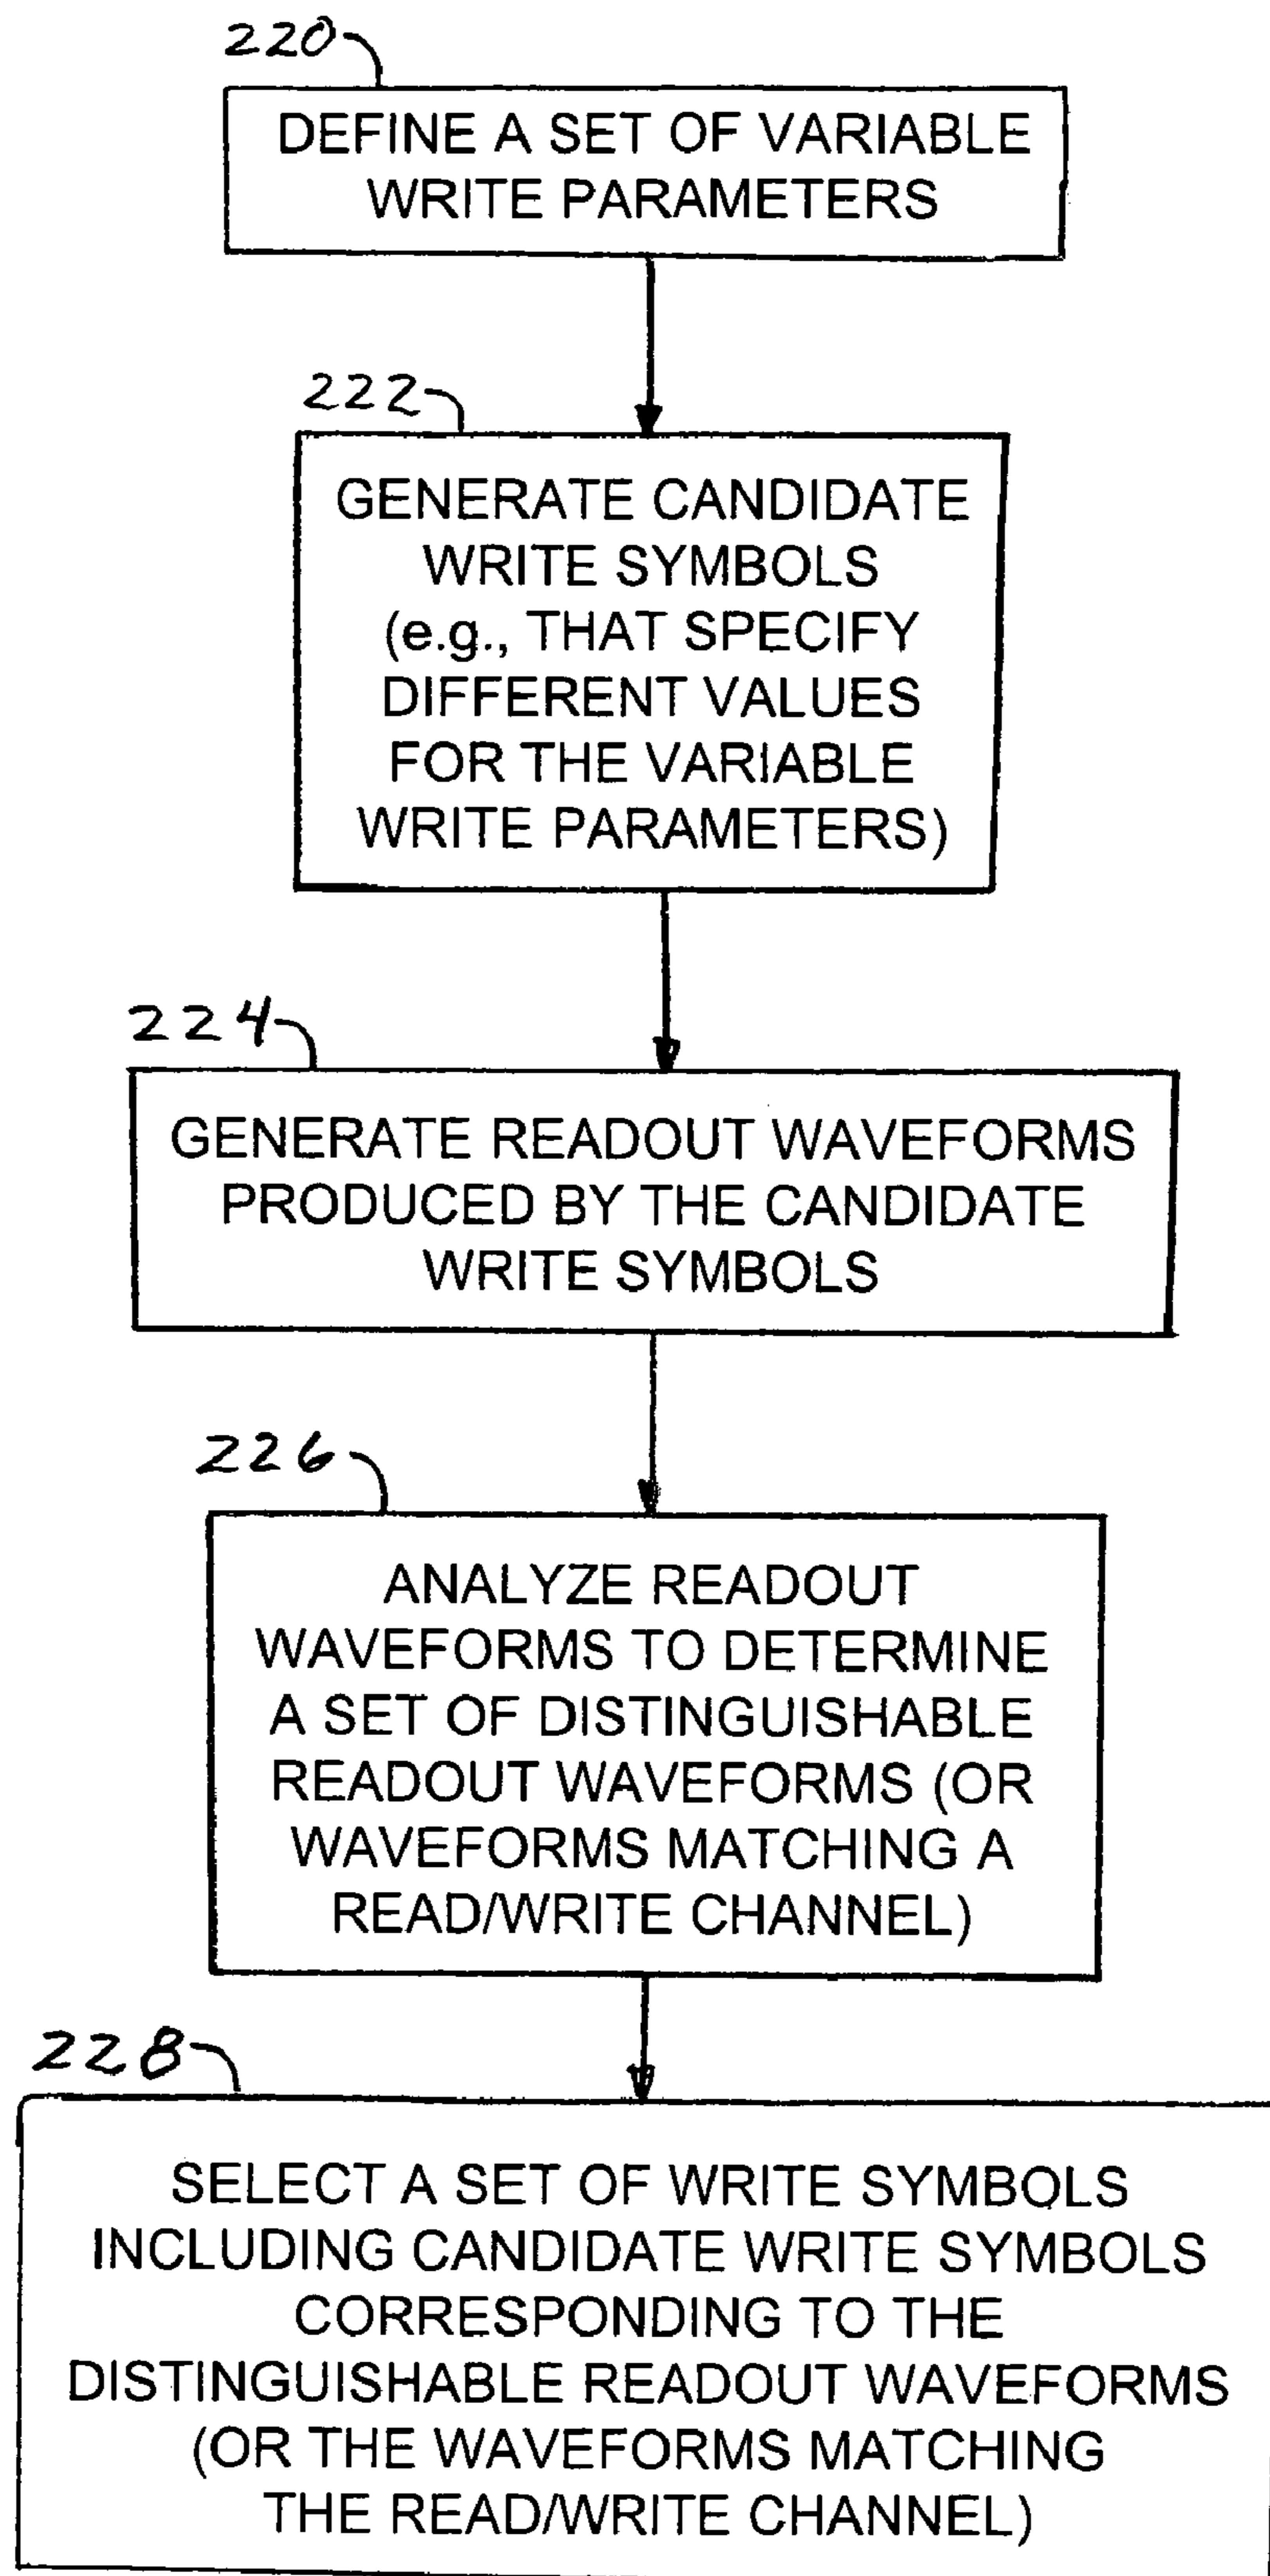 220
DEFINE A SET OF VARIABLE
WRITE PARAMETERS
222
GENERATE CANDIDATE
WRITE SYMBOLS
(e.g., THAT SPECIFY
DIFFERENT VALUES
FOR THE VARIABLE
WRITE PARAMETERS)
224
GENERATE READOUT WAVEFORMS
PRODUCED BY THE CANDIDATE
WRITE SYMBOLS
226
ANALYZE READOUT
WAVEFORMS TO DETERMINE
A SET OF DISTINGUISHABLE
READOUT WAVEFORMS (OR
WAVEFORMS MATCHING A
READ/WRITE CHANNEL)
228
SELECT A SET OF WRITE SYMBOLS
INCLUDING CANDIDATE WRITE SYMBOLS
CORRESPONDING TO THE
DISTINGUISHABLE READOUT WAVEFORMS
(OR THE WAVEFORMS MATCHING
THE READ/WRITE CHANNEL)